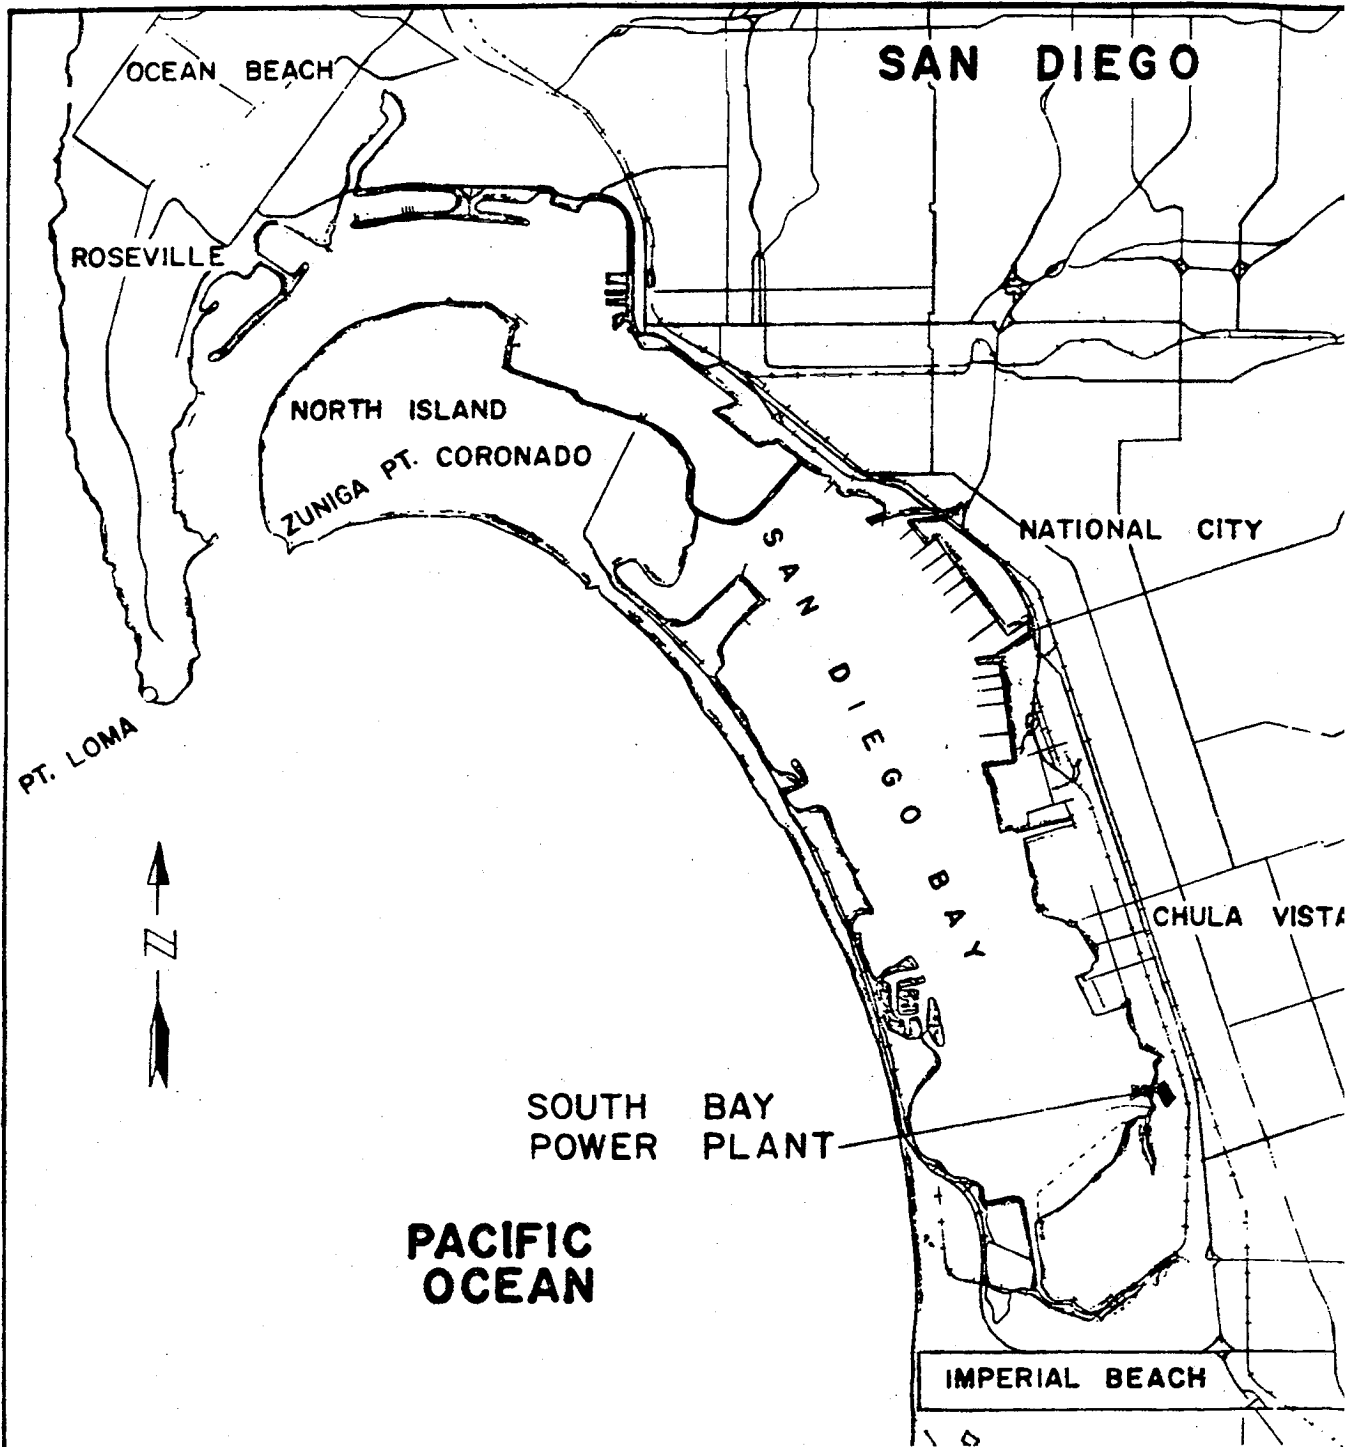 SAN DIEGO
OCEAN BEACH
ROSEVILLE
NORTH ISLAND
ZUNIGA PT. CORONADO
NATIONAL CITY
SAN DIEGO BAY
PT. LOMA
N
CHULA VISTA
SOUTH BAY
POWER PLANT
PACIFIC
OCEAN
IMPERIAL BEACH